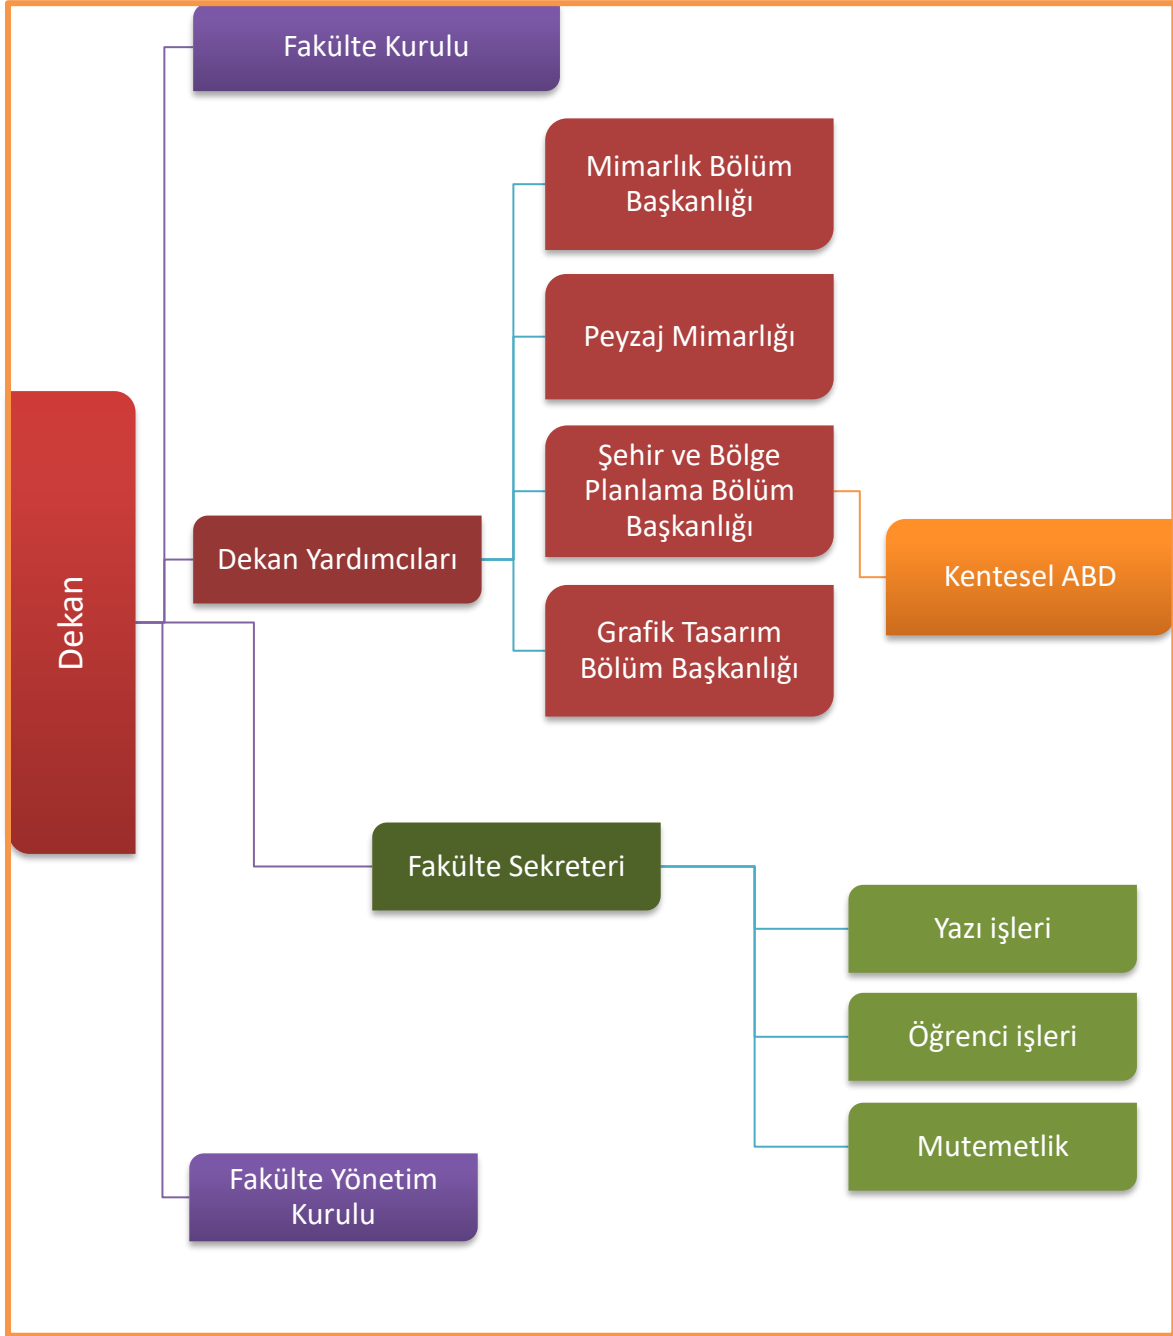 Fakülte Kurulu
Mimarlık Bölüm
Başkanlığı
Peyzaj Mimarlığı
Şehir ve Bölge
Planlama Bölüm
Başkanlığı
Kentesel ABD
Dekan Yardımcıları
Dekan
Grafik Tasarım
Bölüm Başkanlığı
Fakülte Sekreteri
Yazı işleri
Öğrenci işleri
Mutemetlik
Fakülte Yönetim
Kurulu